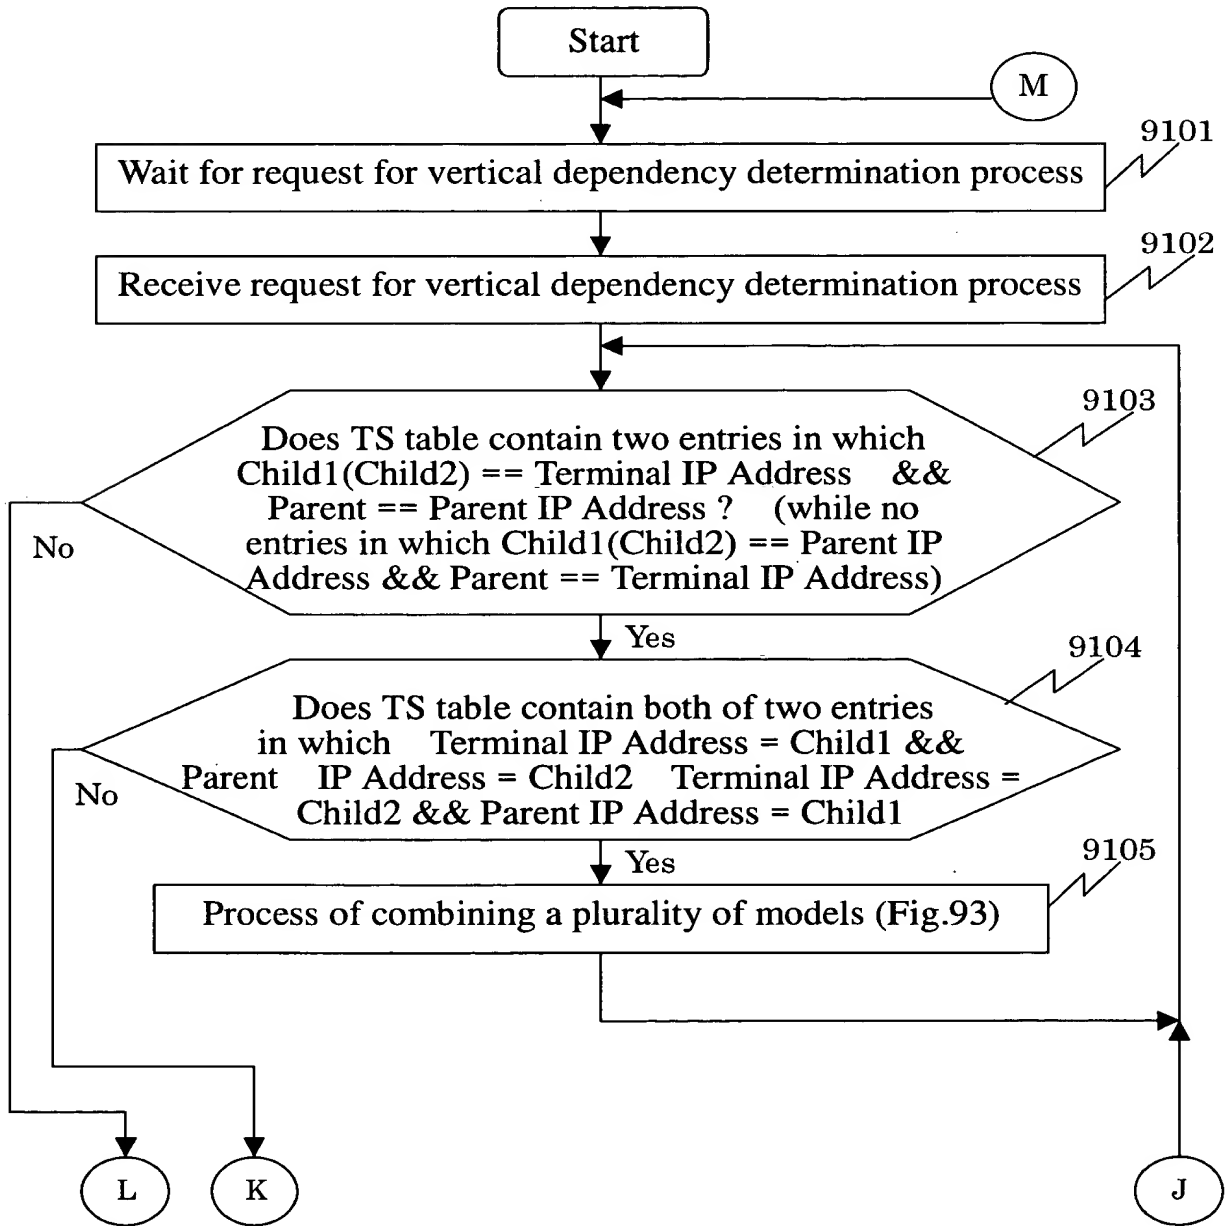 Start
M
9101
Wait for request for vertical dependency determination process
9102
Receive request for vertical dependency determination process
9103
Does TS table contain two entries in which
Child1(Child2) == Terminal IP Address && 
Parent == Parent IP Address ? (while no
entries in which Child1(Child2) == Parent IP
Address && Parent == Terminal IP Address)
No
Yes
9104
Does TS table contain both of two entries
in which Terminal IP Address = Child1 &&
Parent IP Address = Child2 Terminal IP Address =
Child2 && Parent IP Address = Child1
No
Yes
9105
Process of combining a plurality of models (Fig.93)
L
K
J